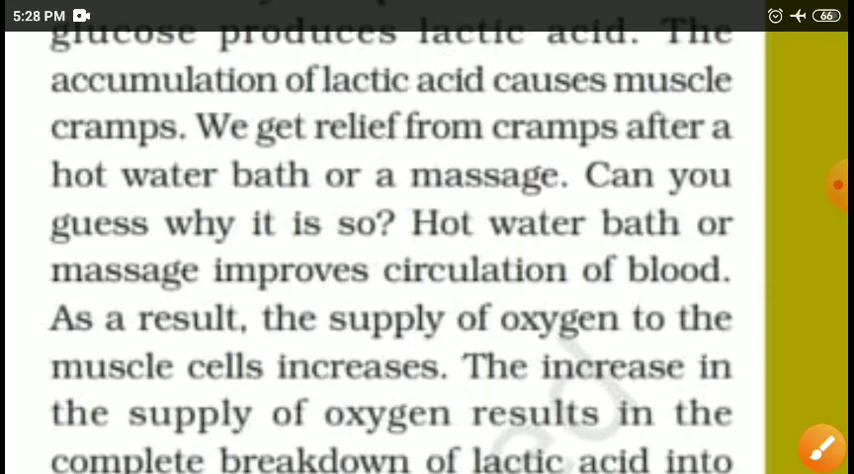 5:28 PM
66
glucose produces lactic acid. The
accumulation of lactic acid causes muscle
cramps. We get relief from cramps after a
hot water bath or a massage. Can you
guess why it is so? Hot water bath or
massage improves circulation of blood.
As a result, the supply of oxygen to the
muscle cells increases. The increase in
the supply of oxygen results in the
complete breakdown of lactic acid into